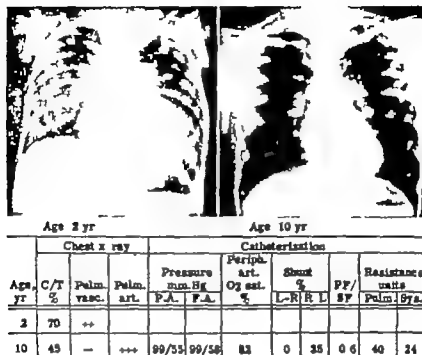 Age 2 yr Age 10 yr
Chest x ray Catheterization
Age, yr C/T % Pulm. vasc. Pulm. art. Pressure mm. Hg Periph. art. O2 sat. % Shunt % PF/SF Resistance units
P.A. F.A. L-R R L Pulm. Sys.
2 70 ++
10 45 — +++ 99/55 99/58 83 0 35 0 6 40 24